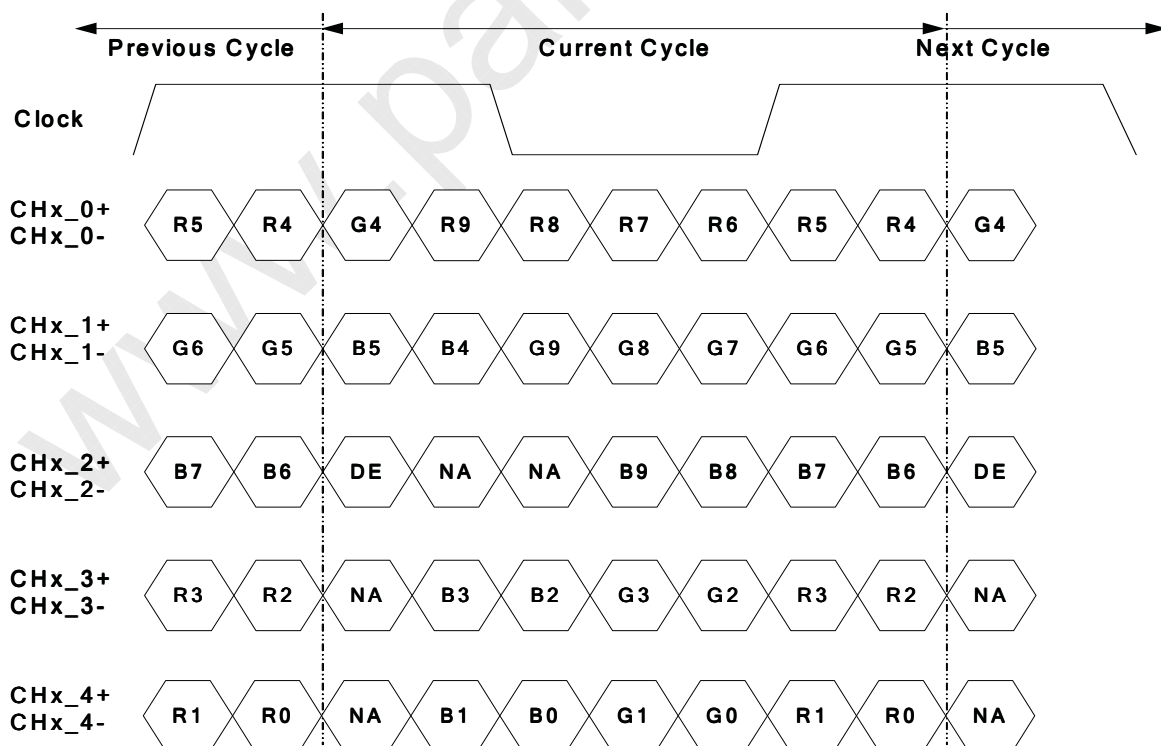 Previous Cycle Current Cycle Next Cycle
Clock
CHx_0+
CHx_0-
R5 R4 G4 R9 R8 R7 R6 R5 R4 G4
CHx_1+
CHx_1-
G6 G5 B5 B4 G9 G8 G7 G6 G5 B5
CHx_2+
CHx_2-
B7 B6 DE NA NA B9 B8 B7 B6 DE
CHx_3+
CHx_3-
R3 R2 NA B3 B2 G3 G2 R3 R2 NA
CHx_4+
CHx_4-
R1 R0 NA B1 B0 G1 G0 R1 R0 NA
www.pa